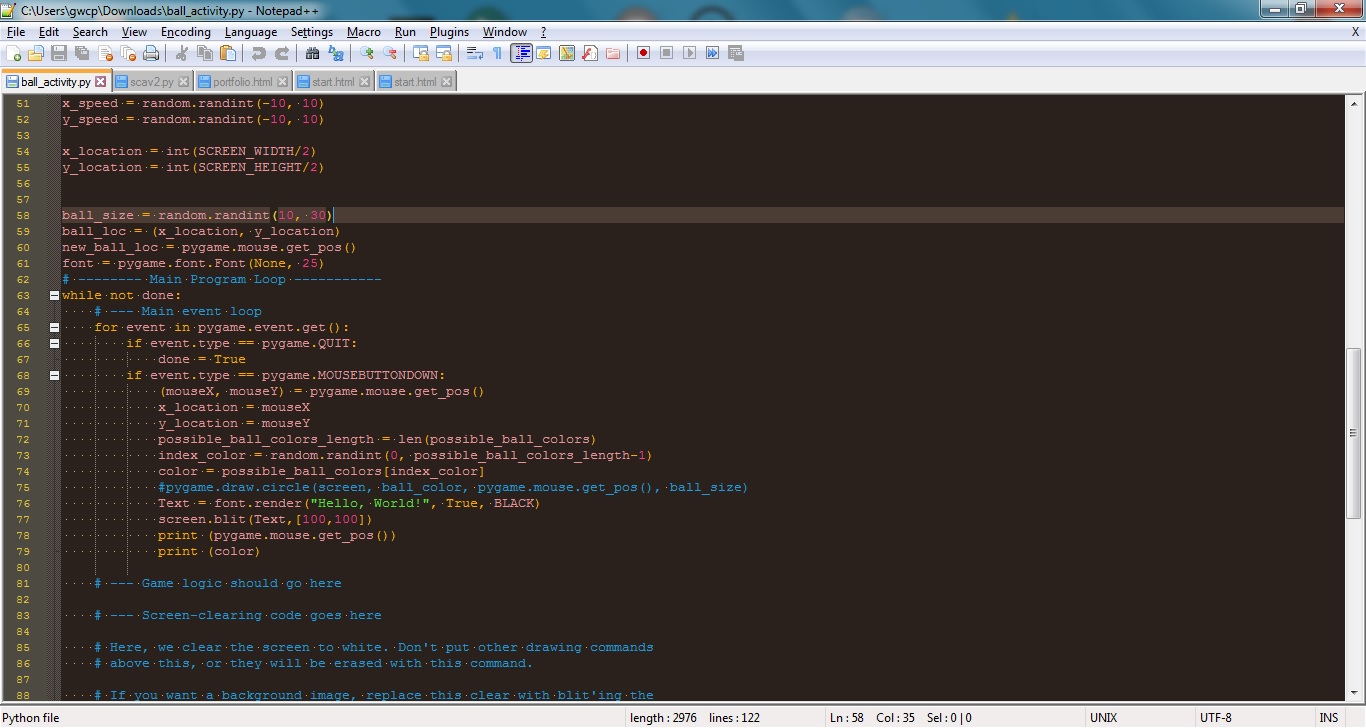 C:\Users\gwcp\Downloads\ball_activity.py - Notepad++
File Edit Search View Encoding Language Settings Macro Run Plugins Window ? X
ball_activity.py scav2.py portfolio.html start.html start.html
51 x_speed = random.randint(-10, 10)
52 y_speed = random.randint(-10, 10)
53
54 x_location = int(SCREEN_WIDTH/2)
55 y_location = int(SCREEN_HEIGHT/2)
56
57
58 ball_size = random.randint(10, 30)
59 ball_loc = (x_location, y_location)
60 new_ball_loc = pygame.mouse.get_pos()
61 font = pygame.font.Font(None, 25)
62 # -------- Main Program Loop -----------
63 while not done:
64     # --- Main event loop
65     for event in pygame.event.get():
66         if event.type == pygame.QUIT:
67             done = True
68         if event.type == pygame.MOUSEBUTTONDOWN:
69             (mouseX, mouseY) = pygame.mouse.get_pos()
70             x_location = mouseX
71             y_location = mouseY
72             possible_ball_colors_length = len(possible_ball_colors)
73             index_color = random.randint(0, possible_ball_colors_length-1)
74             color = possible_ball_colors[index_color]
75             #pygame.draw.circle(screen, ball_color, pygame.mouse.get_pos(), ball_size)
76             Text = font.render("Hello, World!", True, BLACK)
77             screen.blit(Text,[100,100])
78             print (pygame.mouse.get_pos())
79             print (color)
80
81     # --- Game logic should go here
82
83     # --- Screen-clearing code goes here
84
85     # Here, we clear the screen to white. Don't put other drawing commands
86     # above this, or they will be erased with this command.
87
88     # If you want a background image, replace this clear with blit'ing the
Python file length : 2976 lines : 122 Ln : 58 Col : 35 Sel : 0 | 0 UNIX UTF-8 INS